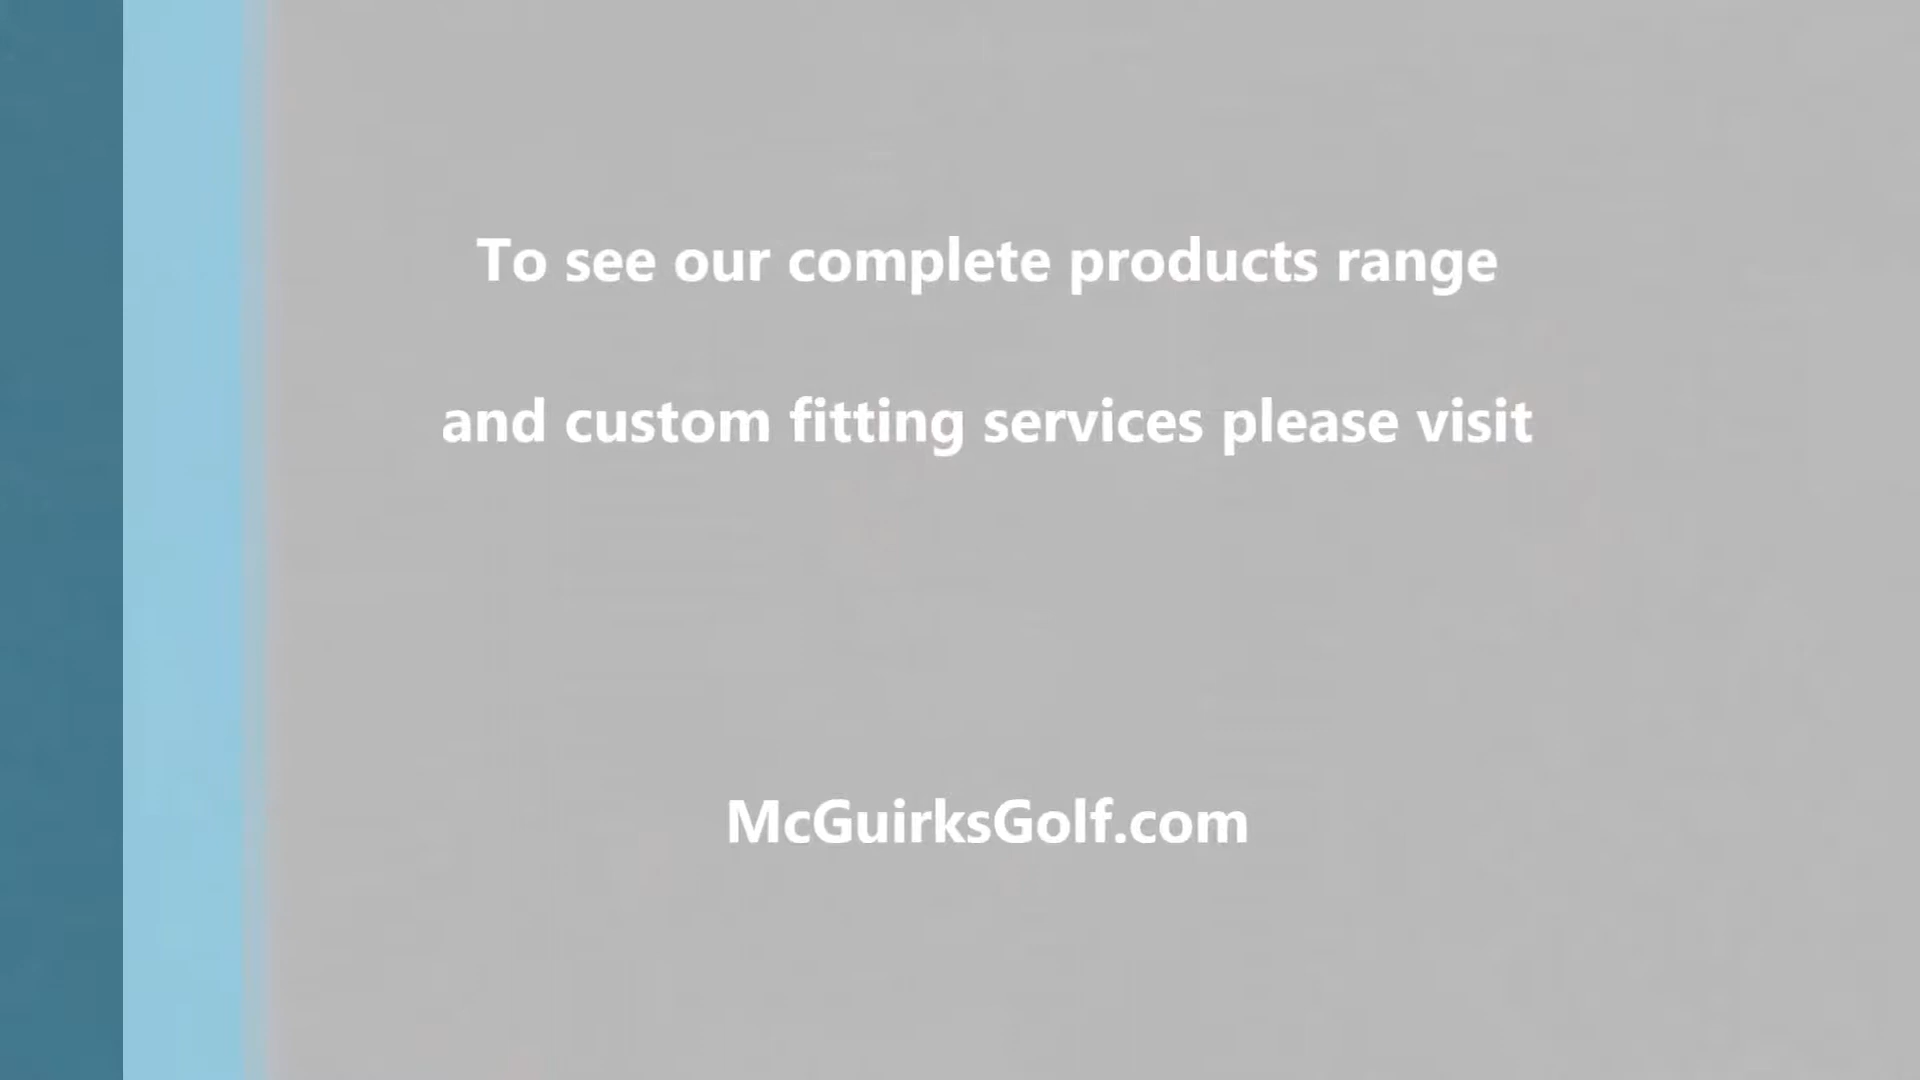 To see our complete products range
and custom fitting services please visit
McGuirksGolf.com